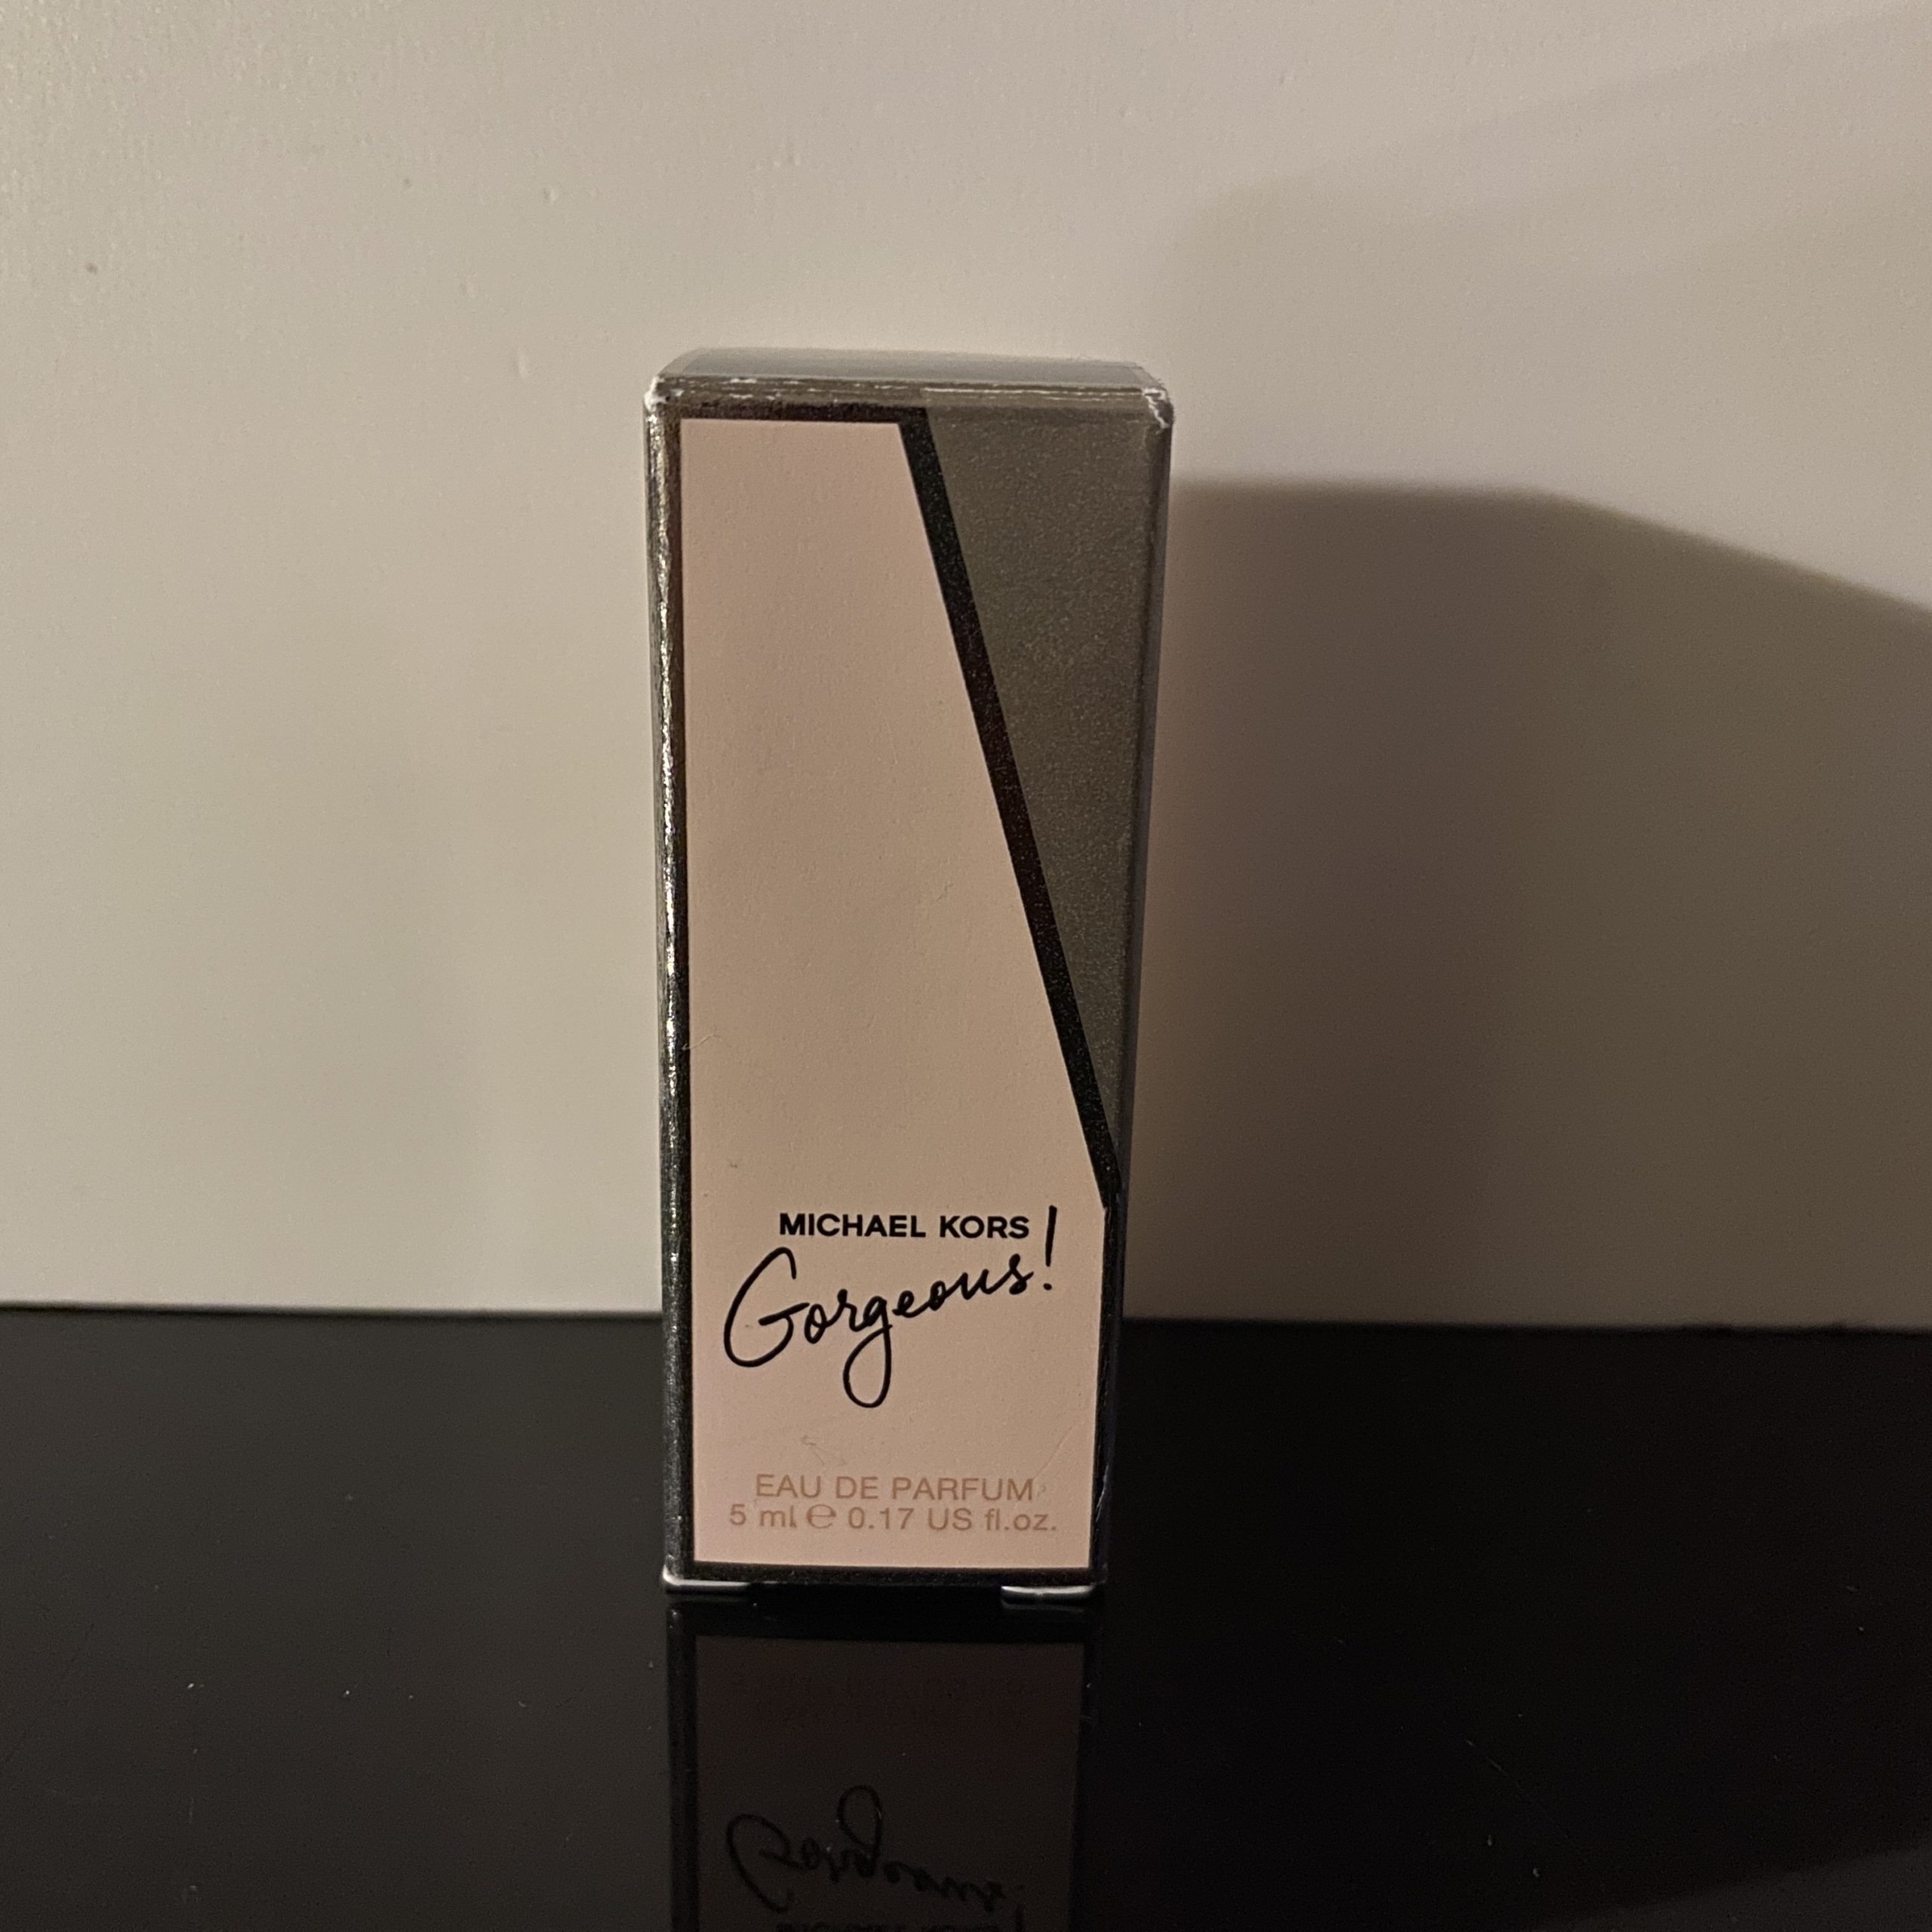 MICHAEL KORS
Gorgeous!
EAU DE PARFUM
5 ml ℮ 0.17 US fl.oz.